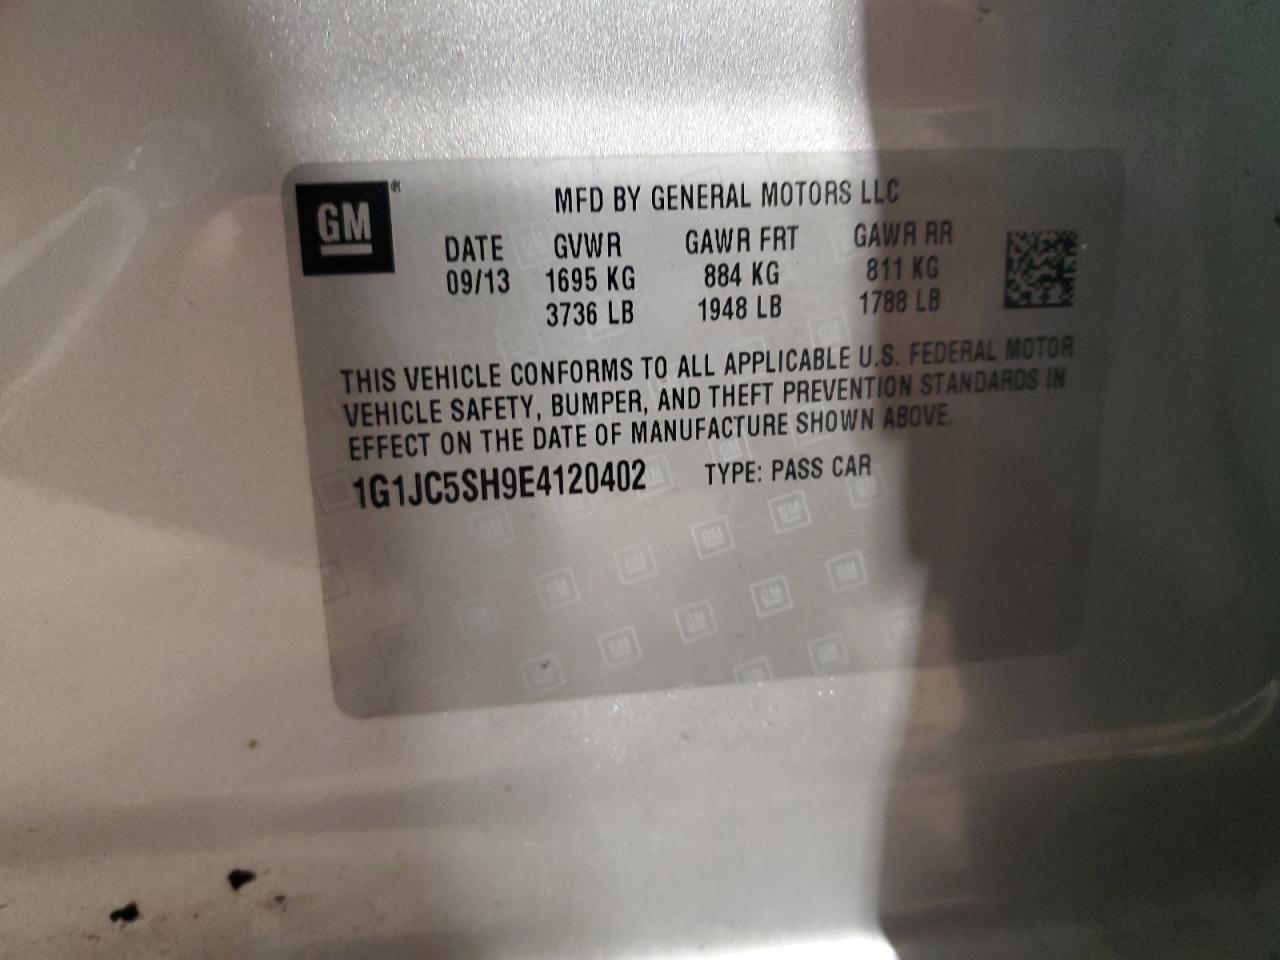 GM®
MFD BY GENERAL MOTORS LLC
DATE GVWR GAWR FRT GAWR RR
09/13 1695 KG 884 KG 811 KG
3736 LB 1948 LB 1788 LB
THIS VEHICLE CONFORMS TO ALL APPLICABLE U.S. FEDERAL MOTOR
VEHICLE SAFETY, BUMPER, AND THEFT PREVENTION STANDARDS IN
EFFECT ON THE DATE OF MANUFACTURE SHOWN ABOVE.
1G1JC5SH9E4120402 TYPE: PASS CAR